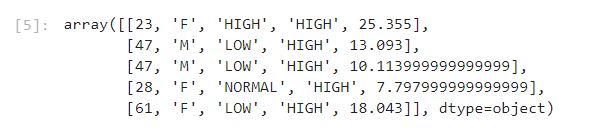 [5]: array([[23, 'F', 'HIGH', 'HIGH', 25.355],
[47, 'M', 'LOW', 'HIGH', 13.093],
[47, 'M', 'LOW', 'HIGH', 10.113999999999999],
[28, 'F', 'NORMAL', 'HIGH', 7.797999999999999],
[61, 'F', 'LOW', 'HIGH', 18.043]], dtype=object)